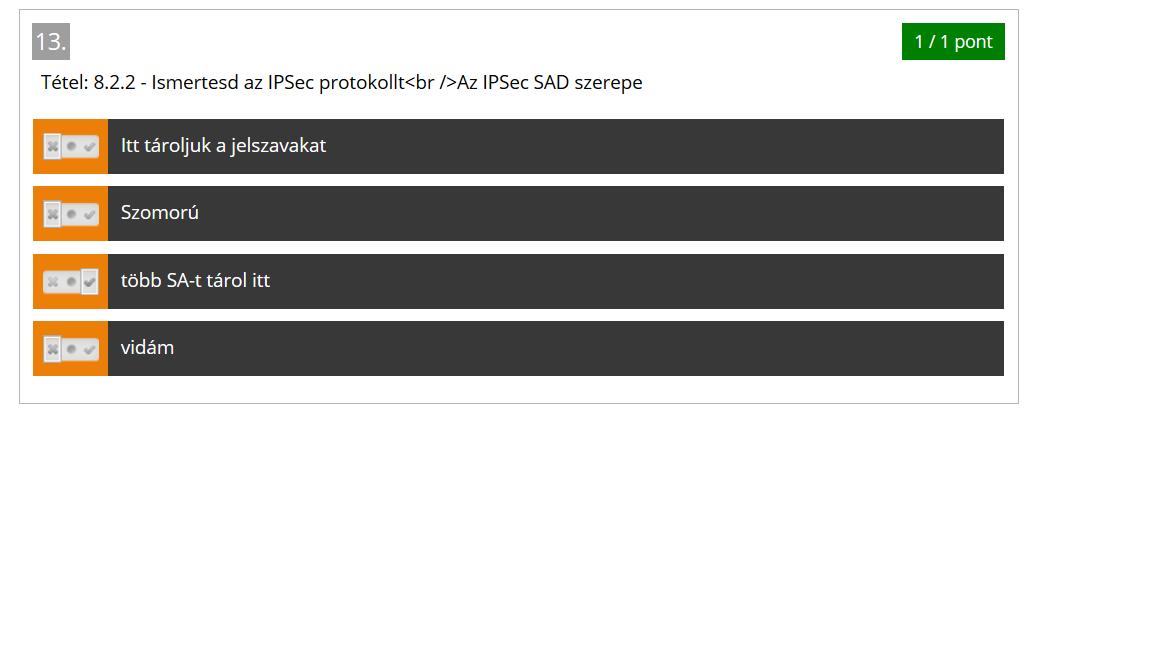 13.
1 / 1 pont
Tétel: 8.2.2 - Ismertesd az IPSec protokollt<br />Az IPSec SAD szerepe
Itt tároljuk a jelszavakat
Szomorú
több SA-t tárol itt
vidám